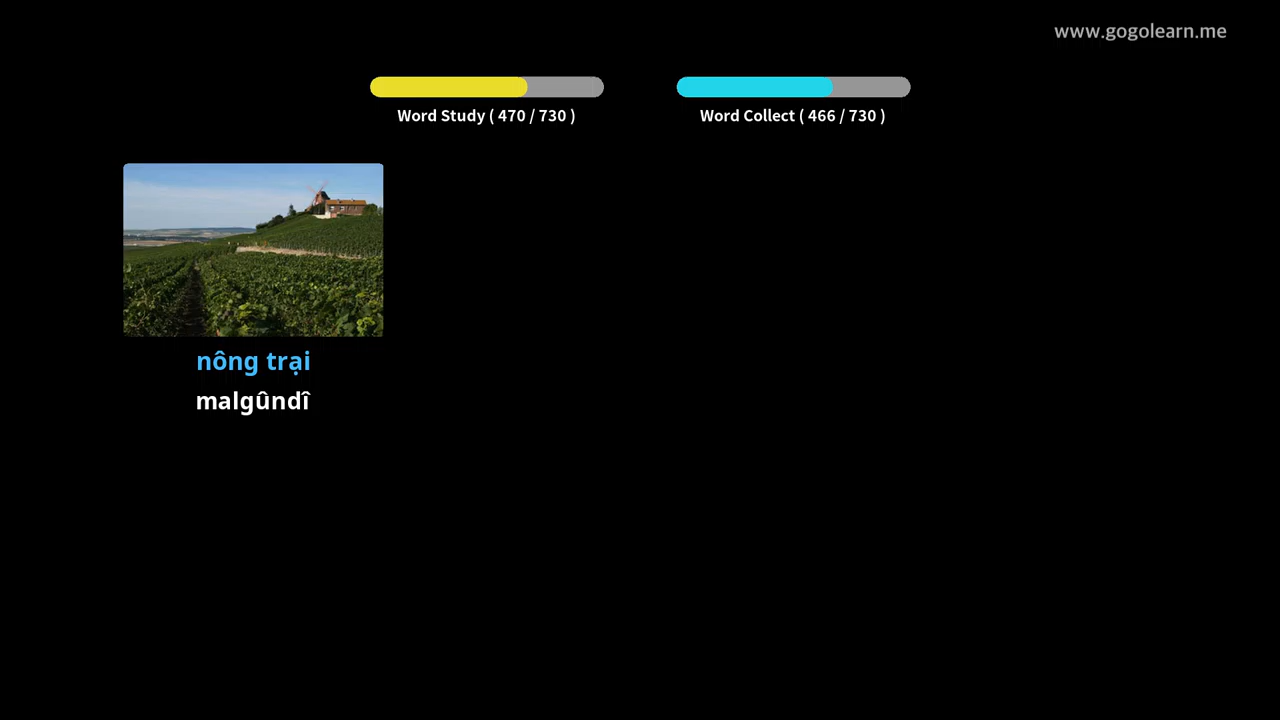 www.gogolearn.me
Word Study ( 470 / 730 )
Word Collect ( 466 / 730 )
nông trại
malgûndî